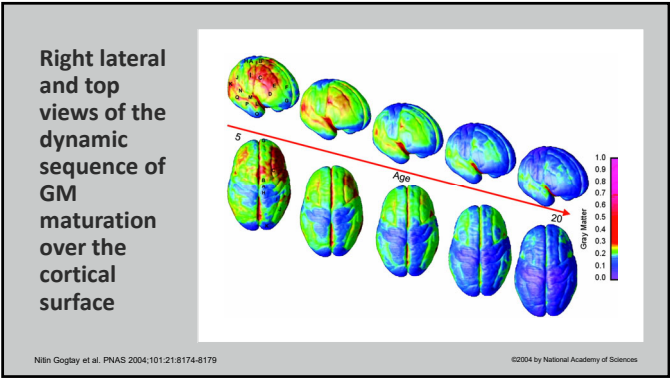 Right lateral
and top
views of the
dynamic
sequence of
GM
maturation
over the
cortical
surface
5
Age
20
Gray Matter
1.0
0.9
0.8
0.7
0.6
0.5
0.4
0.3
0.2
0.1
0.0
Nitin Gogtay et al. PNAS 2004;101:21:8174-8179
©2004 by National Academy of Sciences